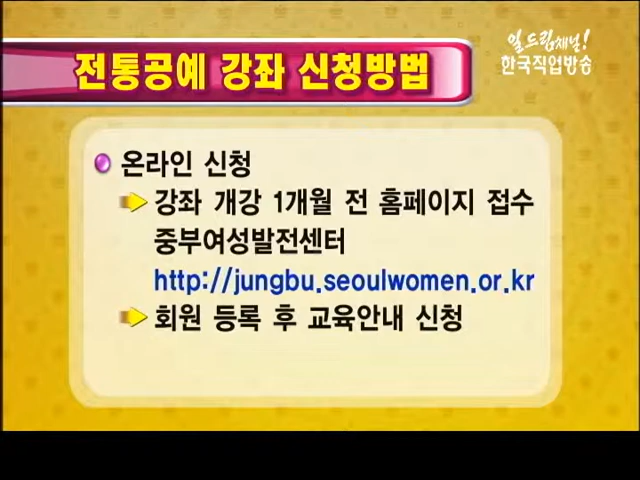 전통공예 강좌 신청방법
일드림채널!
한국직업방송
온라인 신청
강좌 개강 1개월 전 홈페이지 접수
중부여성발전센터
http://jungbu.seoulwomen.or.kr
회원 등록 후 교육안내 신청